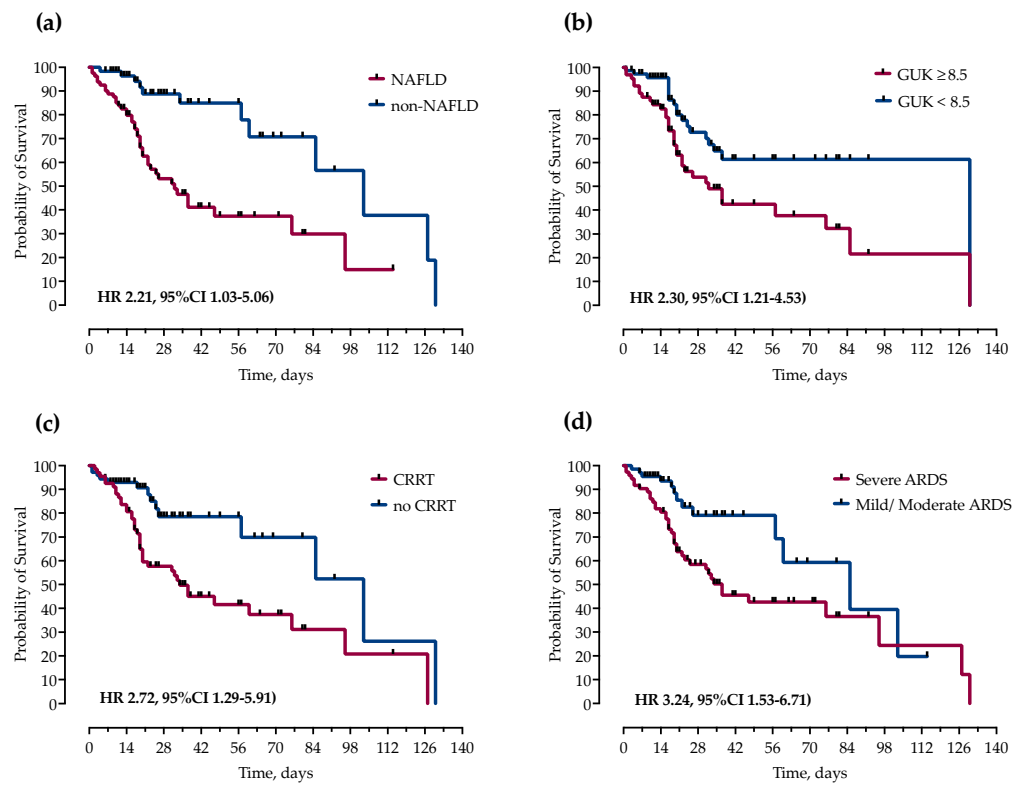 (a)
100
90
80
70
60
50
40
30
20
10
0
Probability of Survival
NAFLD
non-NAFLD
HR 2.21, 95%CI 1.03-5.06)
0 14 28 42 56 70 84 98 112 126 140
Time, days
(b)
100
90
80
70
60
50
40
30
20
10
0
Probability of Survival
GUK ≥8.5
GUK < 8.5
HR 2.30, 95%CI 1.21-4.53)
0 14 28 42 56 70 84 98 112 126 140
Time, days
(c)
100
90
80
70
60
50
40
30
20
10
0
Probability of Survival
CRRT
no CRRT
HR 2.72, 95%CI 1.29-5.91)
0 14 28 42 56 70 84 98 112 126 140
Time, days
(d)
100
90
80
70
60
50
40
30
20
10
0
Probability of Survival
Severe ARDS
Mild/ Moderate ARDS
HR 3.24, 95%CI 1.53-6.71)
0 14 28 42 56 70 84 98 112 126 140
Time, days